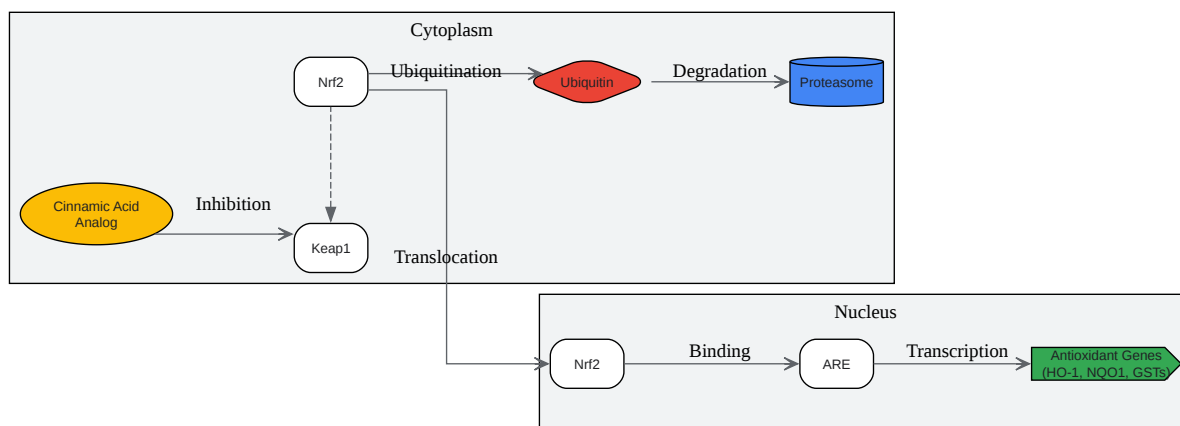 Cytoplasm
Nrf2
Ubiquitination
Ubiquitin
Degradation
Proteasome
Cinnamic Acid
Analog
Inhibition
Keap1
Translocation
Nucleus
Nrf2
Binding
ARE
Transcription
Antioxidant Genes
(HO-1, NQO1, GSTs)